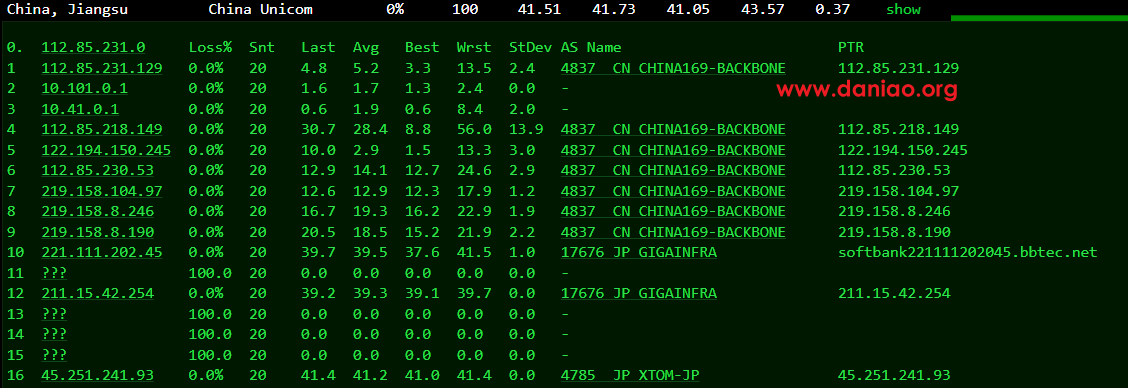 China, Jiangsu China Unicom 0% 100 41.51 41.73 41.05 43.57 0.37 show
0. 112.85.231.0 Loss% Snt Last Avg Best Wrst StDev AS Name PTR
1 112.85.231.129 0.0% 20 4.8 5.2 3.3 13.5 2.4 4837 CN CHINA169-BACKBONE 112.85.231.129
2 10.101.0.1 0.0% 20 1.6 1.7 1.3 2.4 0.0 -
www.daniao.org
3 10.41.0.1 0.0% 20 0.6 1.9 0.6 8.4 2.0 -
4 112.85.218.149 0.0% 20 30.7 28.4 8.8 56.0 13.9 4837 CN CHINA169-BACKBONE 112.85.218.149
5 122.194.150.245 0.0% 20 10.0 2.9 1.5 13.3 3.0 4837 CN CHINA169-BACKBONE 122.194.150.245
6 112.85.230.53 0.0% 20 12.9 14.1 12.7 24.6 2.9 4837 CN CHINA169-BACKBONE 112.85.230.53
7 219.158.104.97 0.0% 20 12.6 12.9 12.3 17.9 1.2 4837 CN CHINA169-BACKBONE 219.158.104.97
8 219.158.8.246 0.0% 20 16.7 19.3 16.2 22.9 1.9 4837 CN CHINA169-BACKBONE 219.158.8.246
9 219.158.8.190 0.0% 20 20.5 18.5 15.2 21.9 2.2 4837 CN CHINA169-BACKBONE 219.158.8.190
10 221.111.202.45 0.0% 20 39.7 39.5 37.6 41.5 1.0 17676 JP GIGAINFRA softbank221111202045.bbtec.net
11 ??? 100.0 20 0.0 0.0 0.0 0.0 0.0 -
12 211.15.42.254 0.0% 20 39.2 39.3 39.1 39.7 0.0 17676 JP GIGAINFRA 211.15.42.254
13 ??? 100.0 20 0.0 0.0 0.0 0.0 0.0 -
14 ??? 100.0 20 0.0 0.0 0.0 0.0 0.0 -
15 ??? 100.0 20 0.0 0.0 0.0 0.0 0.0 -
16 45.251.241.93 0.0% 20 41.4 41.2 41.0 41.4 0.0 4785 JP XTOM-JP 45.251.241.93